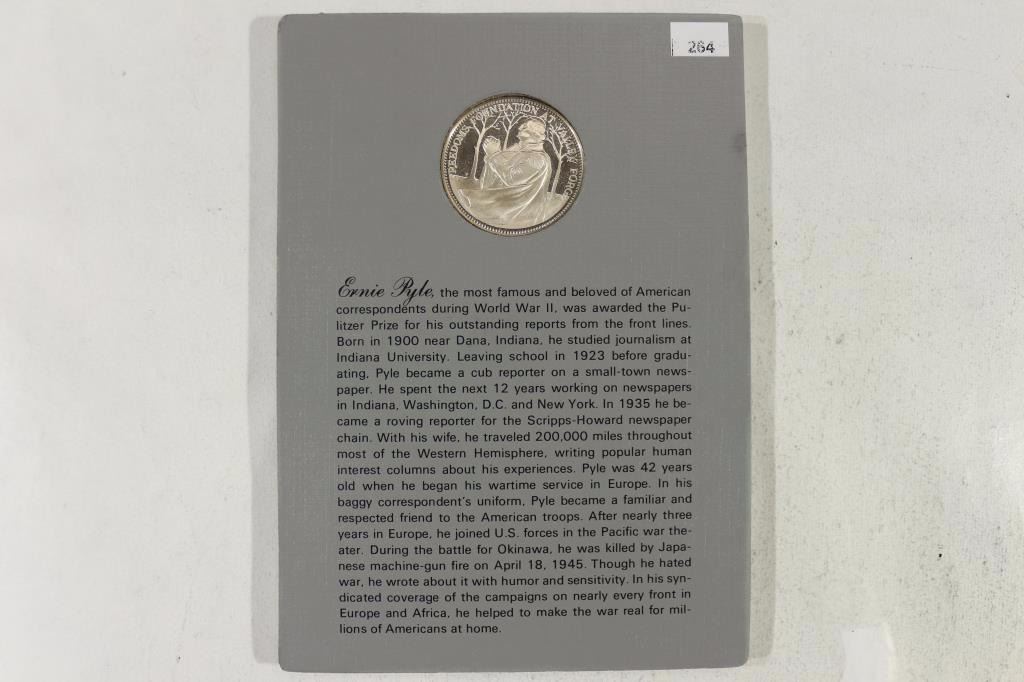 264
FREEDOMS FOUNDATION AT VALLEY FORGE
Ernie Pyle, the most famous and beloved of American
correspondents during World War II, was awarded the Pu-
litzer Prize for his outstanding reports from the front lines.
Born in 1900 near Dana, Indiana, he studied journalism at
Indiana University. Leaving school in 1923 before gradu-
ating, Pyle became a cub reporter on a small-town news-
paper. He spent the next 12 years working on newspapers
in Indiana, Washington, D.C. and New York. In 1935 he be-
came a roving reporter for the Scripps-Howard newspaper
chain. With his wife, he traveled 200,000 miles throughout
most of the Western Hemisphere, writing popular human
interest columns about his experiences. Pyle was 42 years
old when he began his wartime service in Europe. In his
baggy correspondent's uniform, Pyle became a familiar and
respected friend to the American troops. After nearly three
years in Europe, he joined U.S. forces in the Pacific war the-
ater. During the battle for Okinawa, he was killed by Japa-
nese machine-gun fire on April 18, 1945. Though he hated
war, he wrote about it with humor and sensitivity. In his syn-
dicated coverage of the campaigns on nearly every front in
Europe and Africa, he helped to make the war real for mil-
lions of Americans at home.